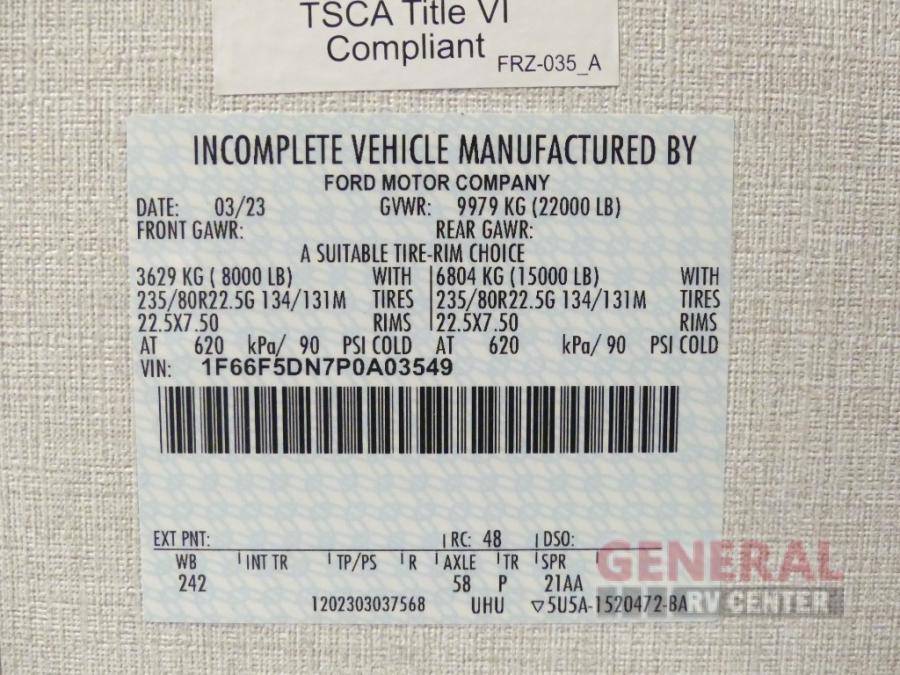 TSCA Title VI
Compliant
FRZ-035_A
INCOMPLETE VEHICLE MANUFACTURED BY
FORD MOTOR COMPANY
DATE: 03/23 GVWR: 9979 KG (22000 LB)
FRONT GAWR: REAR GAWR:
A SUITABLE TIRE-RIM CHOICE
3629 KG ( 8000 LB) WITH 6804 KG (15000 LB) WITH
235/80R22.5G 134/131M TIRES 235/80R22.5G 134/131M TIRES
22.5X7.50 RIMS 22.5X7.50 RIMS
AT 620 kPa/ 90 PSI COLD AT 620 kPa/ 90 PSI COLD
VIN: 1F66F5DN7P0A03549
EXT PNT: RC: 48 DSO:
WB INT TR TP/PS R AXLE TR SPR
242 58 P 21AA
1202303037568 UHU ▽5U5A-1520472-BA
GENERAL
RV CENTER